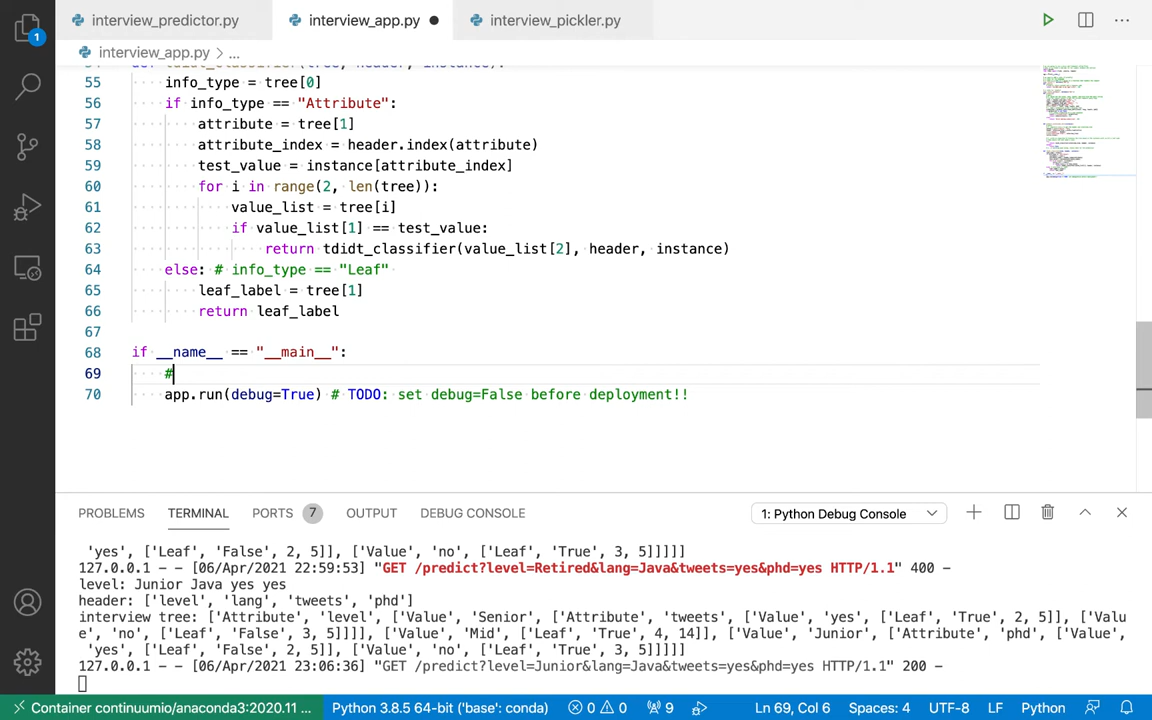 interview_predictor.py interview_app.py interview_pickler.py
interview_app.py > ...
55 info_type = tree[0]
56 if info_type == "Attribute":
57 attribute = tree[1]
58 attribute_index = header.index(attribute)
59 test_value = instance[attribute_index]
60 for i in range(2, len(tree)):
61 value_list = tree[i]
62 if value_list[1] == test_value:
63 return tdidt_classifier(value_list[2], header, instance)
64 else: # info_type == "Leaf"
65 leaf_label = tree[1]
66 return leaf_label
67
68 if __name__ == "__main__":
69 #
70 app.run(debug=True) # TODO: set debug=False before deployment!!
PROBLEMS TERMINAL PORTS 7 OUTPUT DEBUG CONSOLE 1: Python Debug Console
'yes', ['Leaf', 'False', 2, 5]], ['Value', 'no', ['Leaf', 'True', 3, 5]]]]]
127.0.0.1 - - [06/Apr/2021 22:59:53] "GET /predict?level=Retired&lang=Java&tweets=yes&phd=yes HTTP/1.1" 400 -
level: Junior Java yes yes
header: ['level', 'lang', 'tweets', 'phd']
interview tree: ['Attribute', 'level', ['Value', 'Senior', ['Attribute', 'tweets', ['Value', 'yes', ['Leaf', 'True', 2, 5]], ['Valu
e', 'no', ['Leaf', 'False', 3, 5]]]], ['Value', 'Mid', ['Leaf', 'True', 4, 14]], ['Value', 'Junior', ['Attribute', 'phd', ['Value',
'yes', ['Leaf', 'False', 2, 5]], ['Value', 'no', ['Leaf', 'True', 3, 5]]]]]
127.0.0.1 - - [06/Apr/2021 23:06:36] "GET /predict?level=Junior&lang=Java&tweets=yes&phd=yes HTTP/1.1" 200 -
1
Container continuumio/anaconda3:2020.11 ... Python 3.8.5 64-bit ('base': conda) 0 0 9 Ln 69, Col 6 Spaces: 4 UTF-8 LF Python